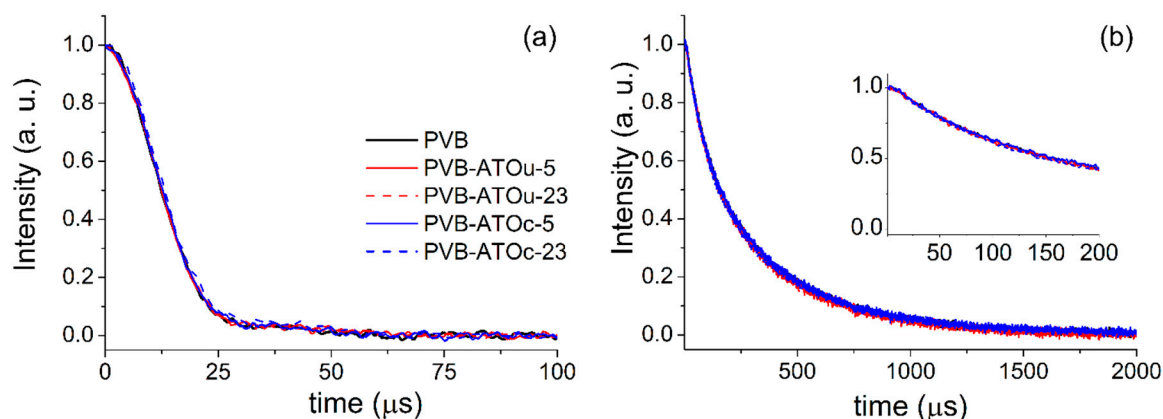 (a)
Intensity (a. u.)
1.0
0.8
0.6
0.4
0.2
0.0
PVB
PVB-ATOu-5
PVB-ATOu-23
PVB-ATOc-5
PVB-ATOc-23
0 25 50 75 100
time (μs)
(b)
Intensity (a. u.)
1.0
0.8
0.6
0.4
0.2
0.0
1.0
0.5
0.0
50 100 150 200
500 1000 1500 2000
time (μs)